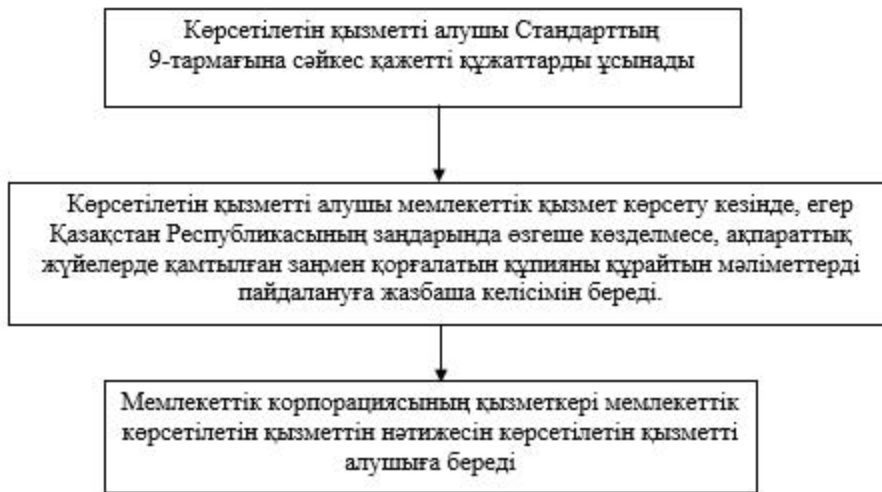 Көрсетілетін қызметті алушы Стандарттың
9-тармағына сәйкес қажетті құжаттарды ұсынады
Көрсетілетін қызметті алушы мемлекеттік қызмет көрсету кезінде, егер
Қазақстан Республикасының заңдарында өзгеше көзделмесе, ақпараттық
жүйелерде қамтылған заңмен қорғалатын құпияны құрайтын мәліметтерді
пайдалануға жазбаша келісімін береді.
Мемлекеттік корпорациясының қызметкері мемлекеттік
көрсетілетін қызметтін нәтижесін көрсетілетін қызметті
алушыға береді